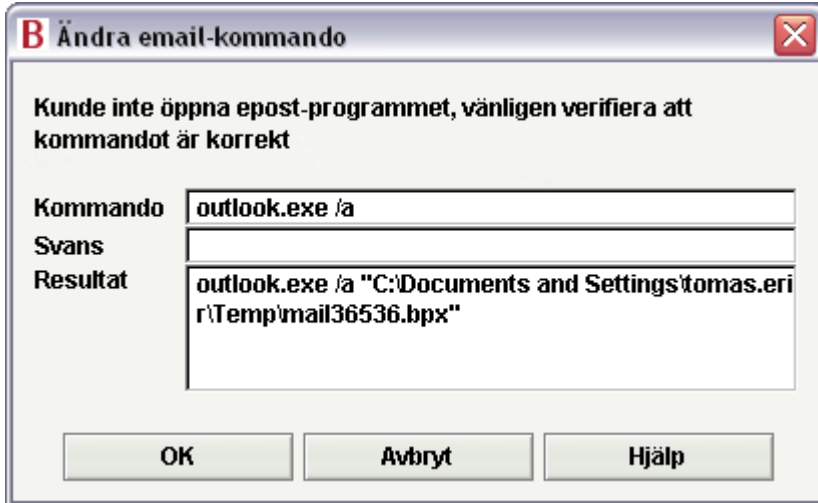 B Ändra email-kommando
Kunde inte öppna epost-programmet, vänligen verifiera att
kommandot är korrekt
Kommando outlook.exe /a
Svans
Resultat outlook.exe /a "C:\Documents and Settings\tomas.eri
r\Temp\mail36536.bpx"
OK Avbryt Hjälp